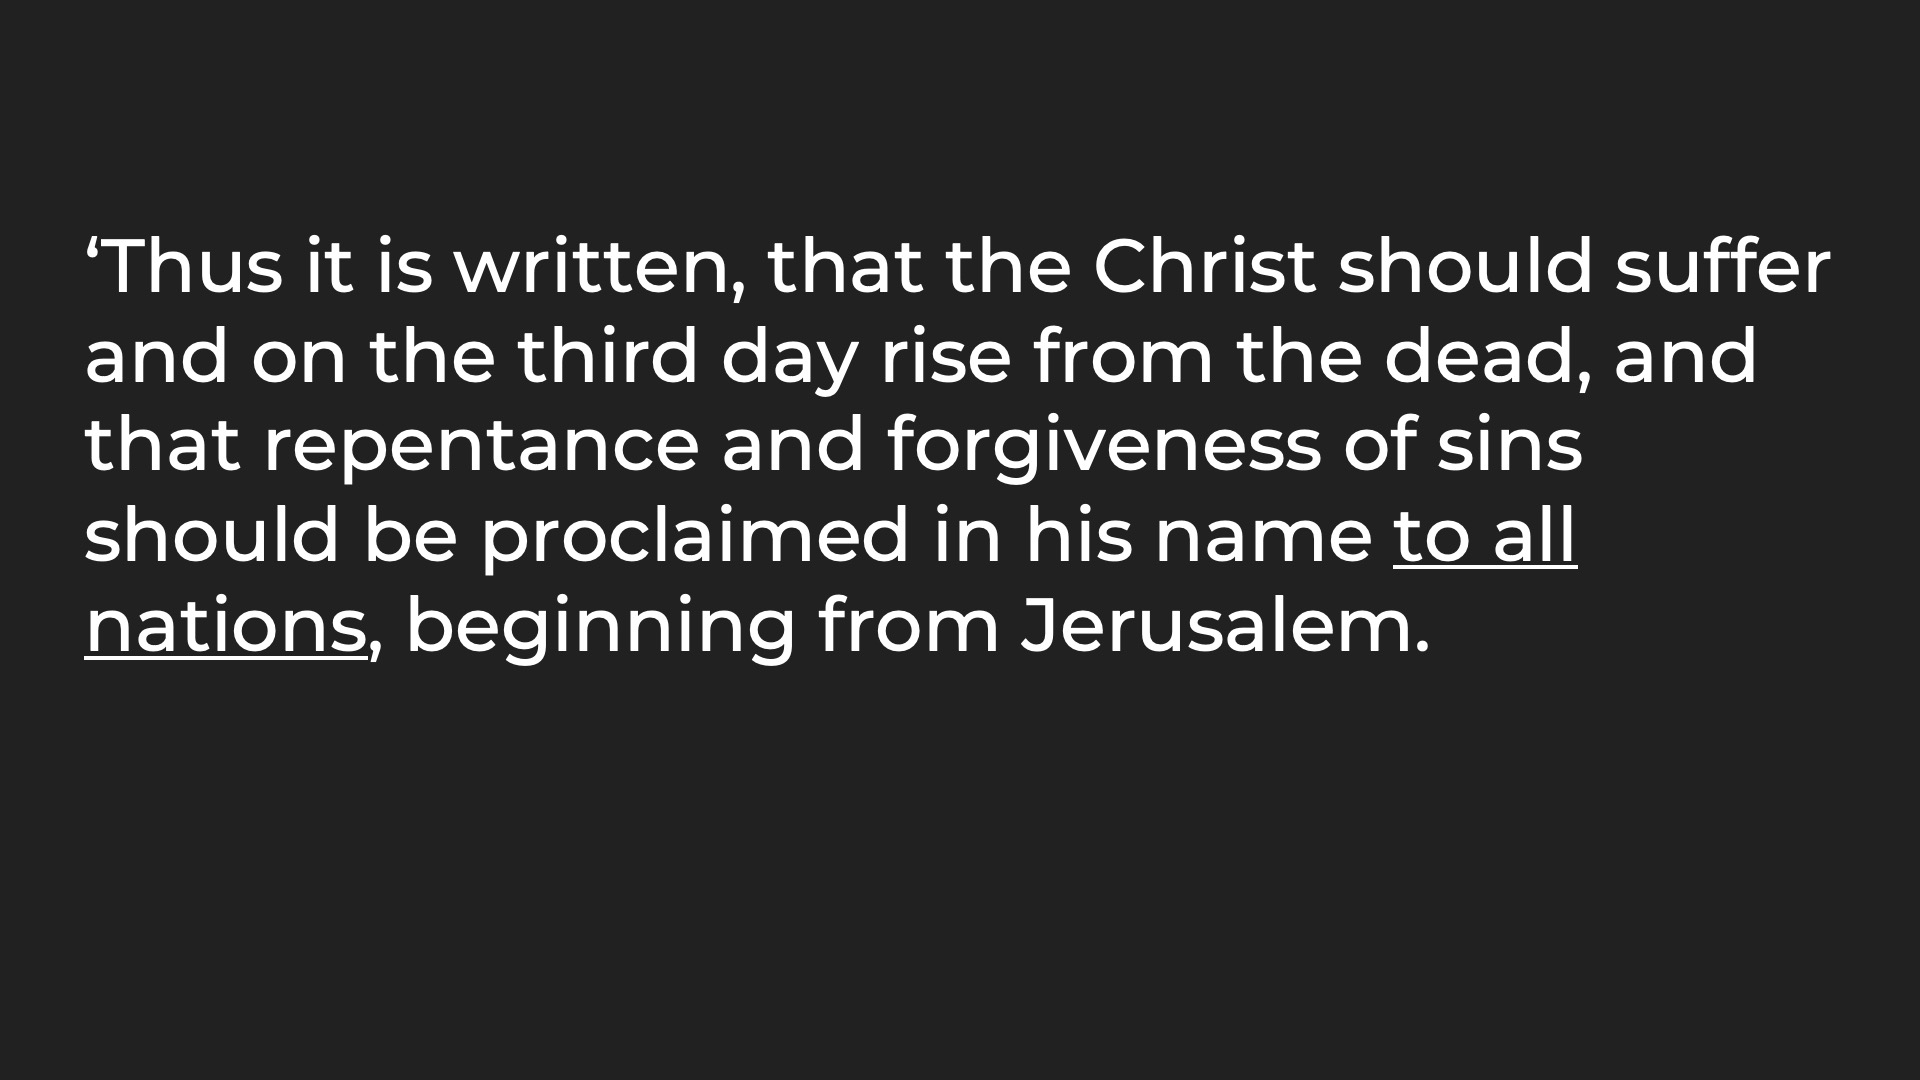 ‘Thus it is written, that the Christ should suffer
and on the third day rise from the dead, and
that repentance and forgiveness of sins
should be proclaimed in his name to all
nations, beginning from Jerusalem.